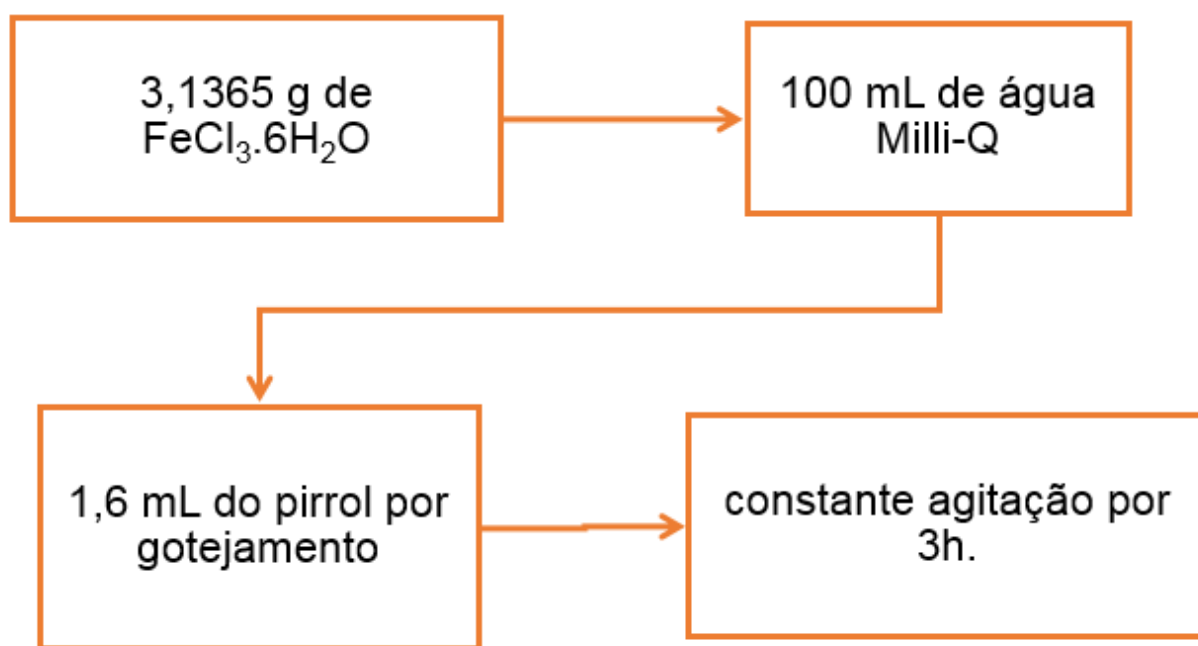 3,1365 g de
FeCl₃.6H₂O
100 mL de água
Milli-Q
1,6 mL do pirrol por
gotejamento
constante agitação por
3h.